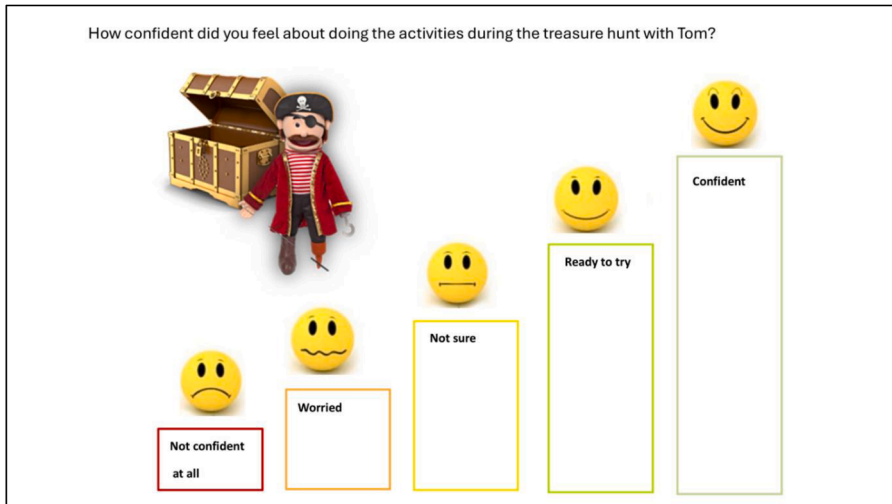 How confident did you feel about doing the activities during the treasure hunt with Tom?
Confident
Ready to try
Not sure
Worried
Not confident
at all